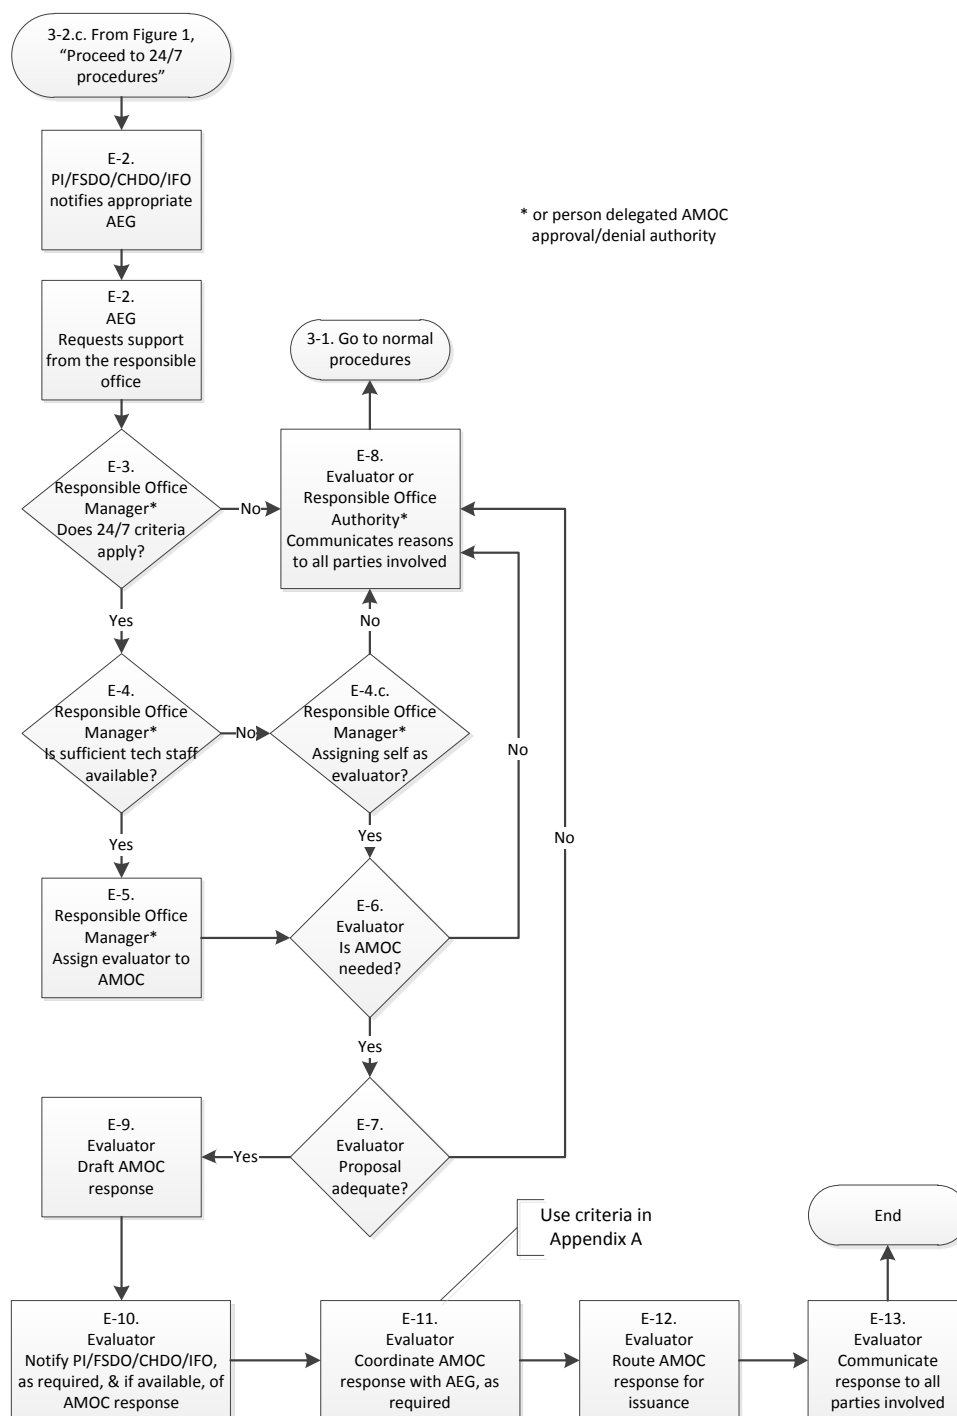 3-2.c. From Figure 1,
“Proceed to 24/7
procedures”
E-2.
PI/FSDO/CHDO/IFO
notifies appropriate
AEG
* or person delegated AMOC
approval/denial authority
E-2.
AEG
Requests support
from the responsible
office
3-1. Go to normal
procedures
E-3.
Responsible Office
Manager*
Does 24/7 criteria
apply?
No
E-8.
Evaluator or
Responsible Office
Authority*
Communicates reasons
to all parties involved
Yes
No
E-4.
Responsible Office
Manager*
Is sufficient tech staff
available?
No
E-4.c.
Responsible Office
Manager*
Assigning self as
evaluator?
No
No
Yes
Yes
E-5.
Responsible Office
Manager*
Assign evaluator to
AMOC
E-6.
Evaluator
Is AMOC
needed?
Yes
E-9.
Evaluator
Draft AMOC
response
Yes
E-7.
Evaluator
Proposal
adequate?
Use criteria in
Appendix A
End
E-10.
Evaluator
Notify PI/FSDO/CHDO/IFO,
as required, & if available, of
AMOC response
E-11.
Evaluator
Coordinate AMOC
response with AEG, as
required
E-12.
Evaluator
Route AMOC
response for
issuance
E-13.
Evaluator
Communicate
response to all
parties involved